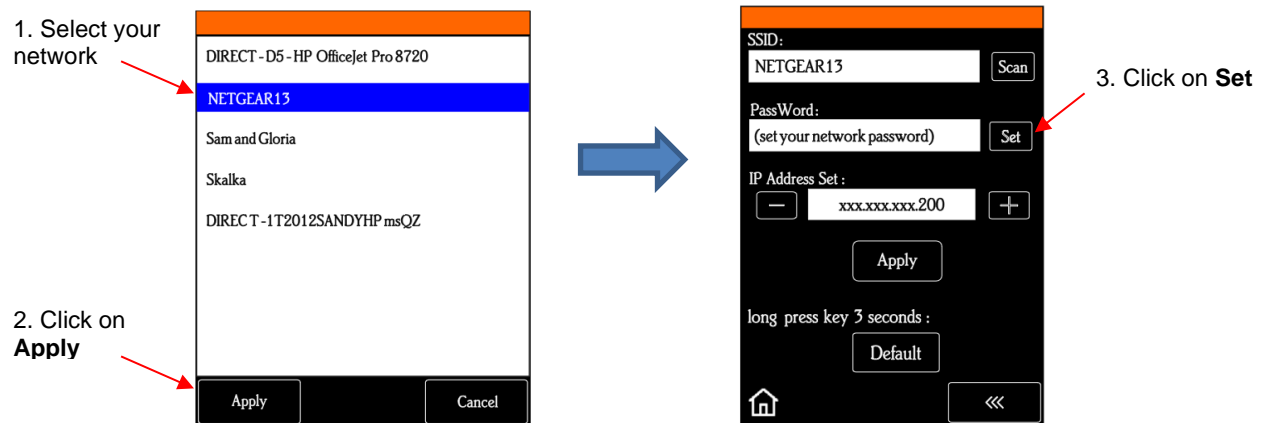 1. Select your
network
DIRECT-D5-HP OfficeJet Pro 8720
NETGEAR13
Sam and Gloria
Skalka
DIRECT-1T2012SANDYHP msQZ
2. Click on
Apply
Apply
Cancel
SSID:
NETGEAR13
Scan
3. Click on Set
PassWord:
(set your network password)
Set
IP Address Set :
xxx.xxx.xxx.200
Apply
long press key 3 seconds :
Default